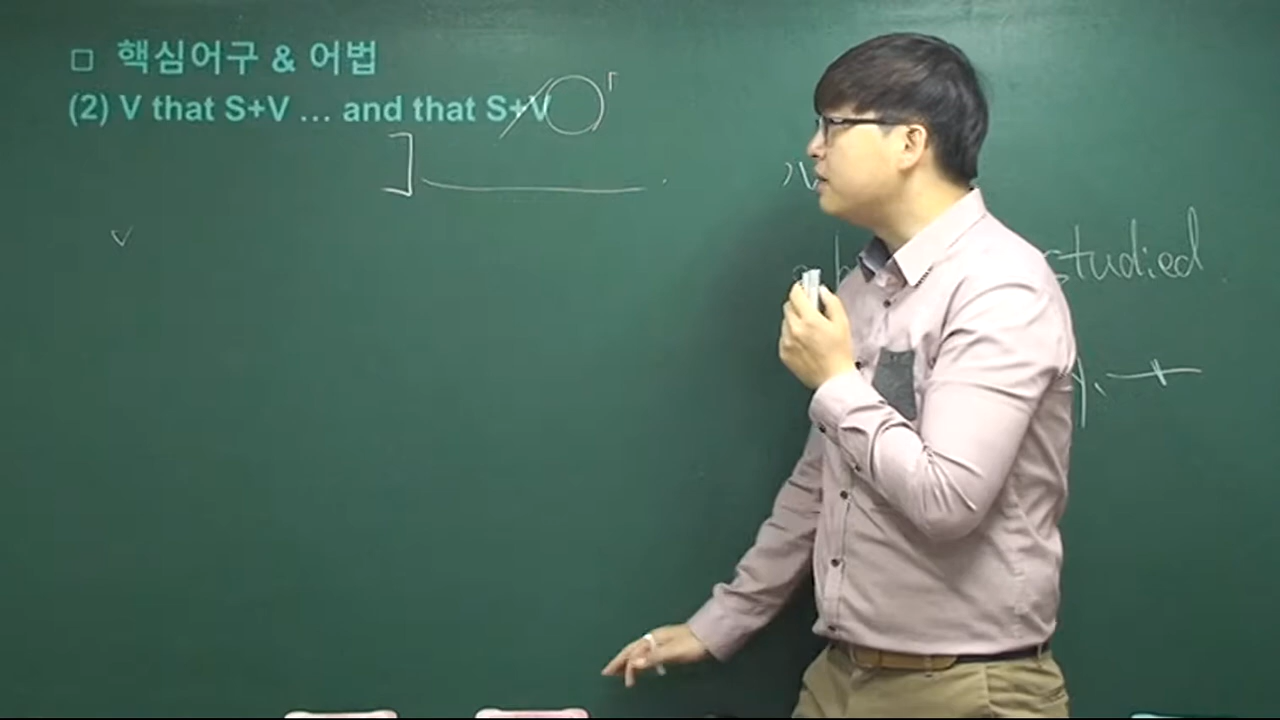 □ 핵심어구 & 어법
(2) V that S+V … and that S+V
studied